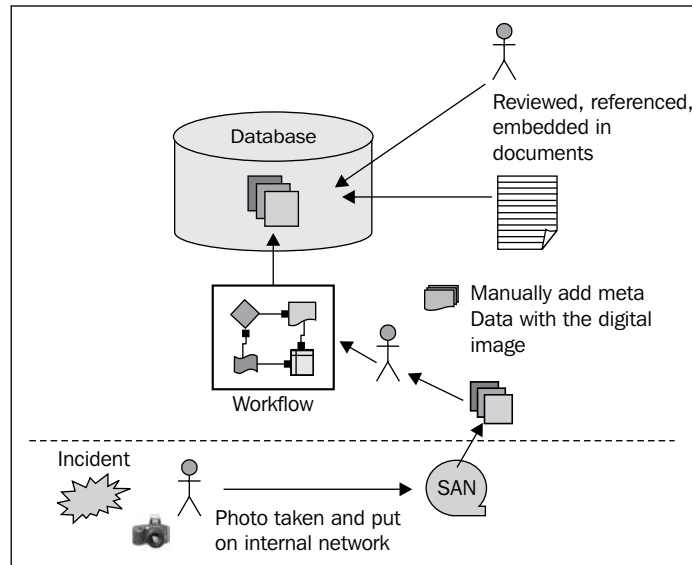 Database
Reviewed, referenced,
embedded in
documents
Manually add meta
Data with the digital
image
Workflow
Incident
SAN
Photo taken and put
on internal network